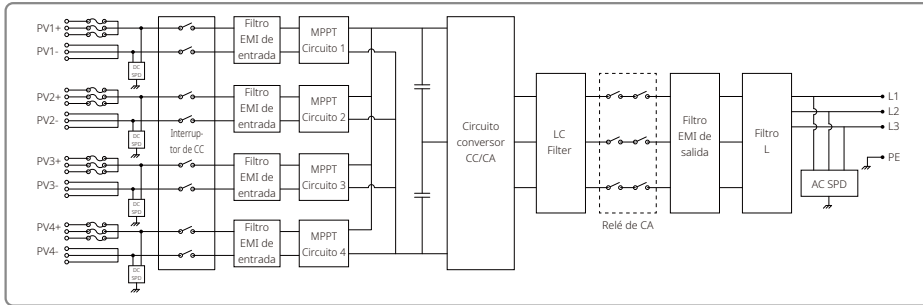 PV1+
PV1-
DC
SPD
Filtro
EMI de
entrada
MPPT
Circuito 1
PV2+
PV2-
DC
SPD
Filtro
EMI de
entrada
MPPT
Circuito 2
Interrup-
tor de CC
PV3+
PV3-
DC
SPD
Filtro
EMI de
entrada
MPPT
Circuito 3
PV4+
PV4-
DC
SPD
Filtro
EMI de
entrada
MPPT
Circuito 4
Circuito
conversor
CC/CA
LC
Filter
Relé de CA
Filtro
EMI de
salida
Filtro
L
L1
L2
L3
PE
AC SPD